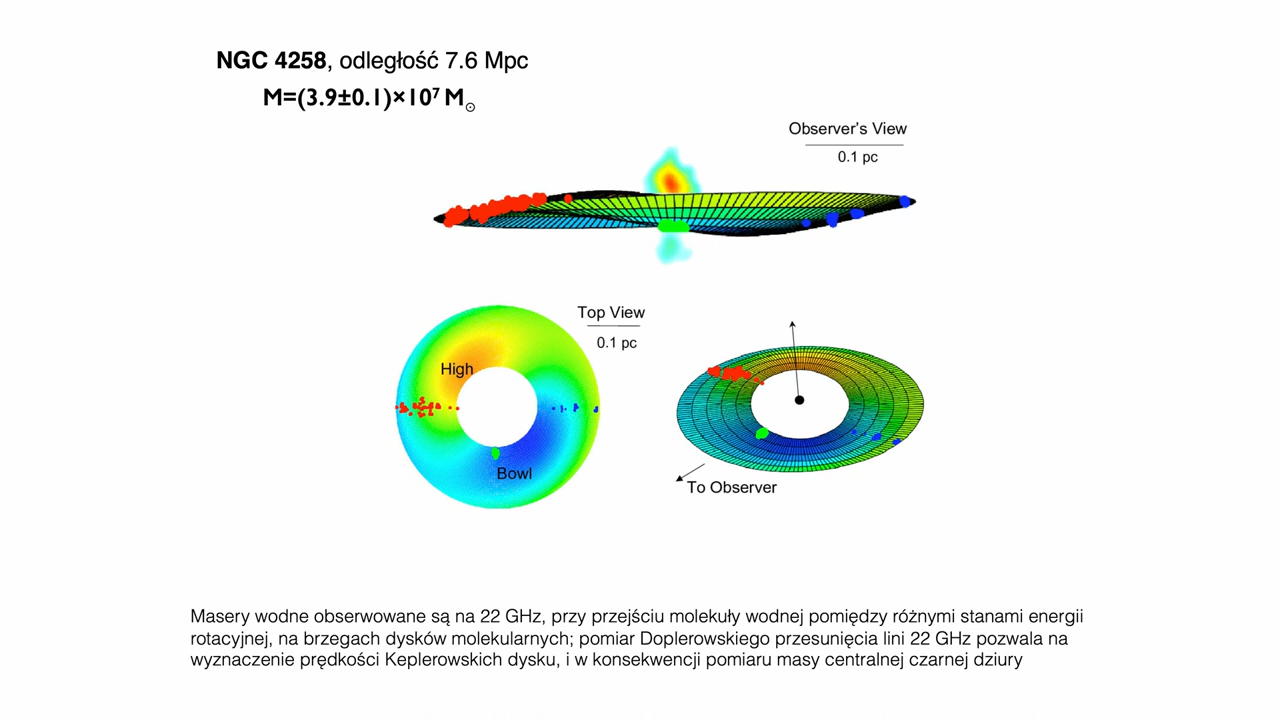 NGC 4258, odległość 7.6 Mpc
M=(3.9±0.1)×10⁷ M☉
Observer's View
0.1 pc
Top View
0.1 pc
High
Bowl
To Observer
Masery wodne obserwowane są na 22 GHz, przy przejściu molekuły wodnej pomiędzy różnymi stanami energii
rotacyjnej, na brzegach dysków molekularnych; pomiar Doplerowskiego przesunięcia lini 22 GHz pozwala na
wyznaczenie prędkości Keplerowskich dysku, i w konsekwencji pomiaru masy centralnej czarnej dziury